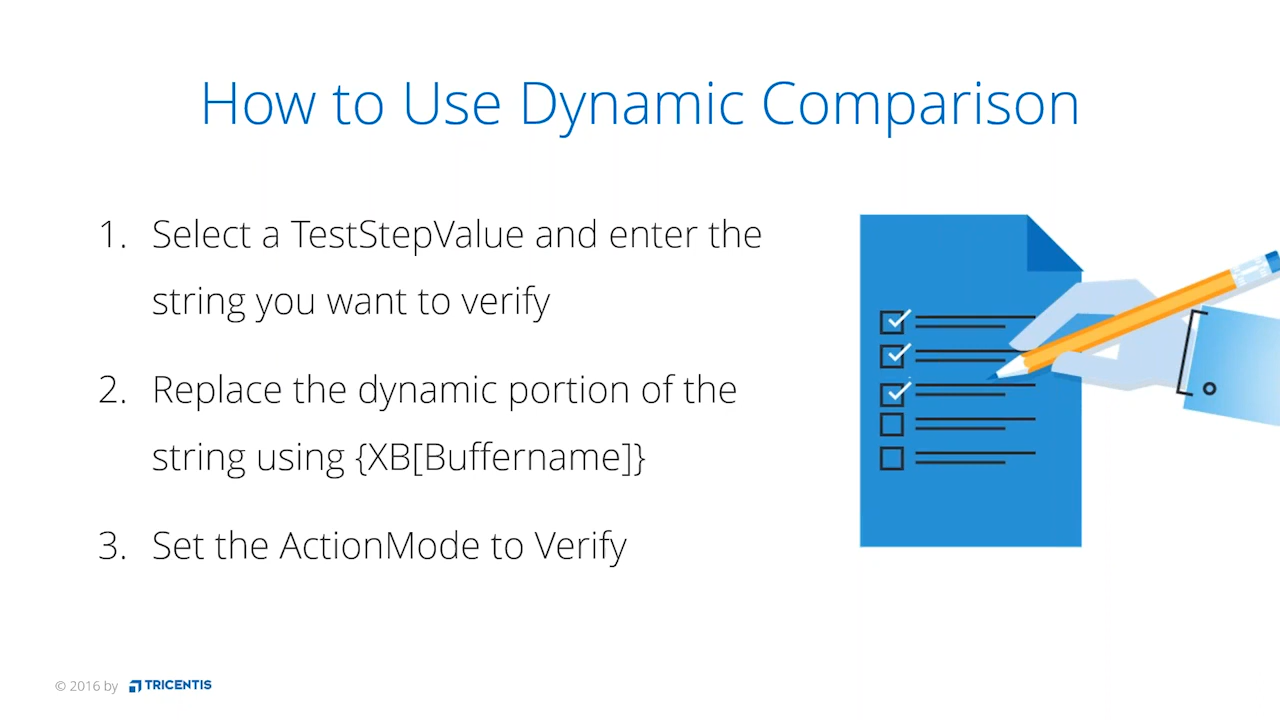 How to Use Dynamic Comparison
1. Select a TestStepValue and enter the
string you want to verify
2. Replace the dynamic portion of the
string using {XB[Buffername]}
3. Set the ActionMode to Verify
© 2016 by TRICENTIS